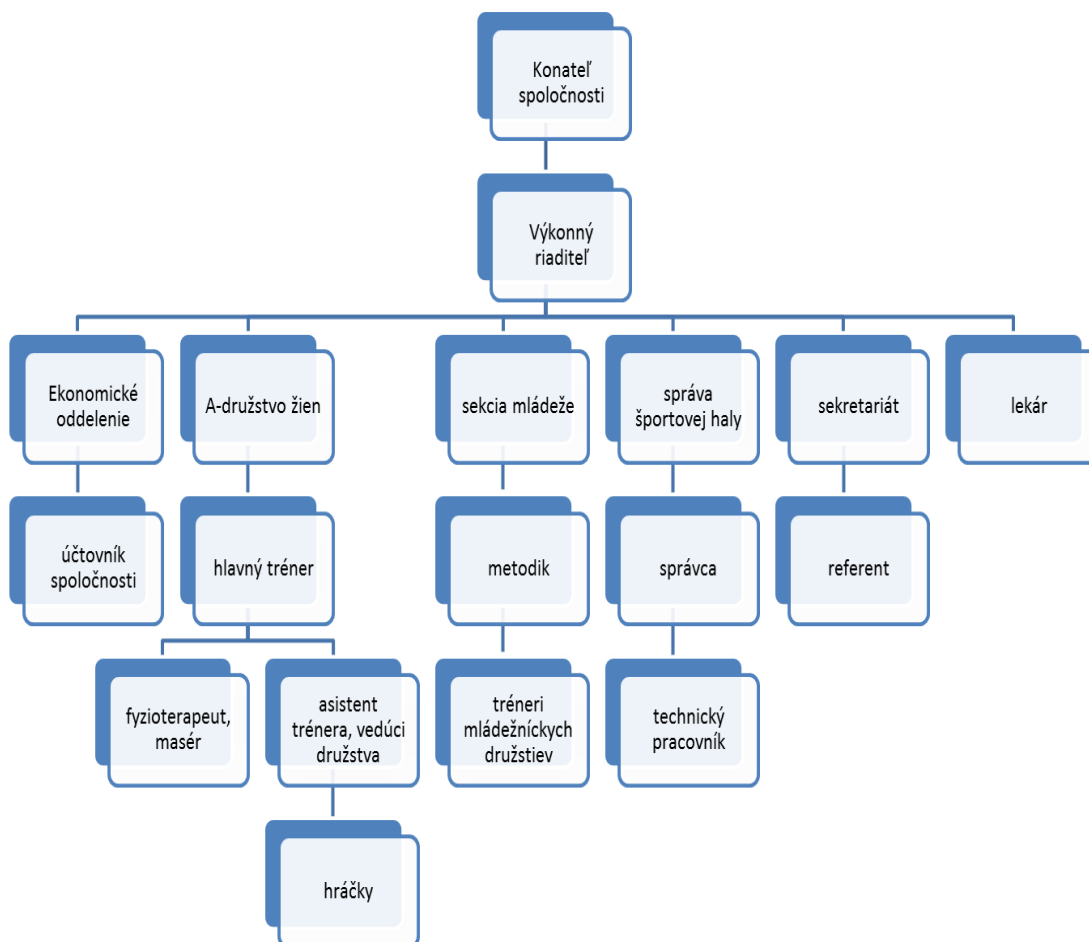 Konateľ
spoločnosti
Výkonný
riaditeľ
Ekonomické
oddelenie
A-družstvo žien
sekcia mládeže
správa
športovej haly
sekretariát
lekár
účtovník
spoločnosti
hlavný tréner
metodik
správca
referent
fyzioterapeut,
masér
asistent
trénera, vedúci
družstva
tréneri
mládežníckych
družstiev
technický
pracovník
hráčky